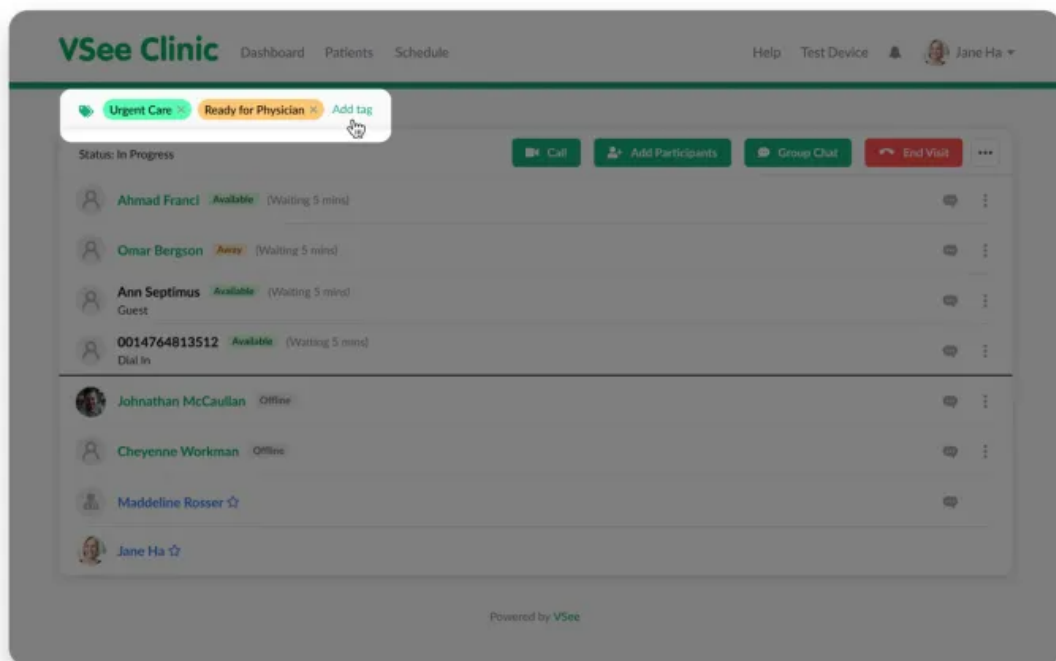 VSee Clinic Dashboard Patients Schedule Help Test Device Jane Ha
Urgent Care × Ready for Physician × Add tag
Status: In Progress Call Add Participants Group Chat End Visit
Ahmad Franci Available (Waiting 5 mins)
Omar Bergson Away (Waiting 5 mins)
Ann Septimus Available (Waiting 5 mins)
Guest
0014764813512 Available (Waiting 5 mins)
Dial In
Johnathan McCaullan Offline
Cheyenne Workman Offline
Maddeline Rosser
Jane Ha
Powered by VSee